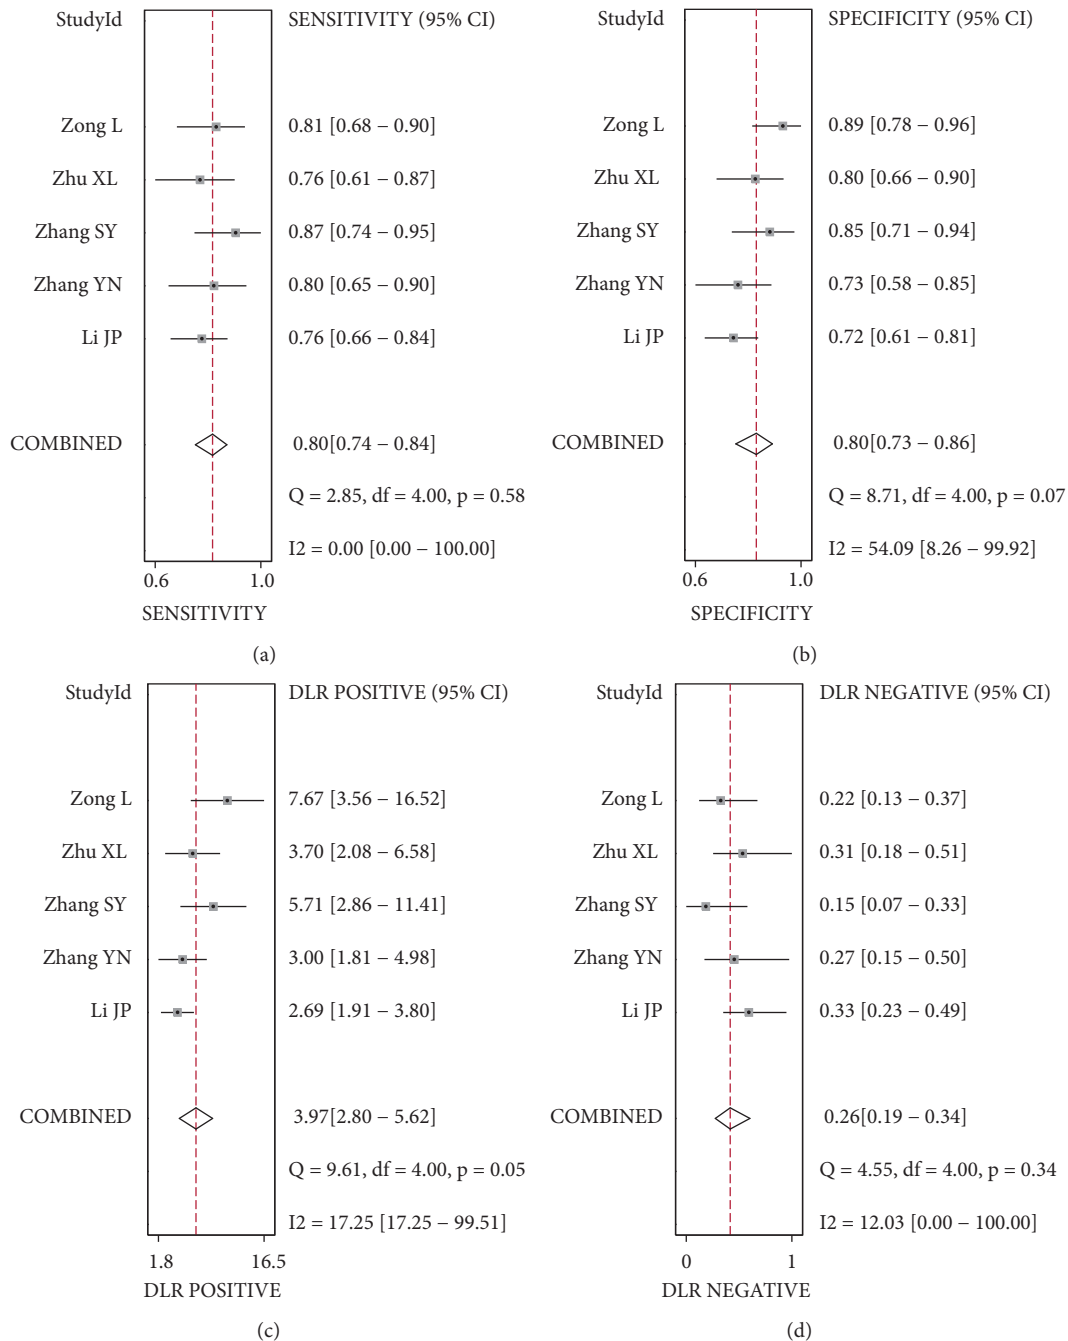 StudyId SENSITIVITY (95% CI)
Zong L 0.81 [0.68 − 0.90]
Zhu XL 0.76 [0.61 − 0.87]
Zhang SY 0.87 [0.74 − 0.95]
Zhang YN 0.80 [0.65 − 0.90]
Li JP 0.76 [0.66 − 0.84]
COMBINED 0.80[0.74 − 0.84]
Q = 2.85, df = 4.00, p = 0.58
I2 = 0.00 [0.00 − 100.00]
0.6 1.0
SENSITIVITY
(a)
StudyId SPECIFICITY (95% CI)
Zong L 0.89 [0.78 − 0.96]
Zhu XL 0.80 [0.66 − 0.90]
Zhang SY 0.85 [0.71 − 0.94]
Zhang YN 0.73 [0.58 − 0.85]
Li JP 0.72 [0.61 − 0.81]
COMBINED 0.80[0.73 − 0.86]
Q = 8.71, df = 4.00, p = 0.07
I2 = 54.09 [8.26 − 99.92]
0.6 1.0
SPECIFICITY
(b)
StudyId DLR POSITIVE (95% CI)
Zong L 7.67 [3.56 − 16.52]
Zhu XL 3.70 [2.08 − 6.58]
Zhang SY 5.71 [2.86 − 11.41]
Zhang YN 3.00 [1.81 − 4.98]
Li JP 2.69 [1.91 − 3.80]
COMBINED 3.97[2.80 − 5.62]
Q = 9.61, df = 4.00, p = 0.05
I2 = 17.25 [17.25 − 99.51]
1.8 16.5
DLR POSITIVE
(c)
StudyId DLR NEGATIVE (95% CI)
Zong L 0.22 [0.13 − 0.37]
Zhu XL 0.31 [0.18 − 0.51]
Zhang SY 0.15 [0.07 − 0.33]
Zhang YN 0.27 [0.15 − 0.50]
Li JP 0.33 [0.23 − 0.49]
COMBINED 0.26[0.19 − 0.34]
Q = 4.55, df = 4.00, p = 0.34
I2 = 12.03 [0.00 − 100.00]
0 1
DLR NEGATIVE
(d)